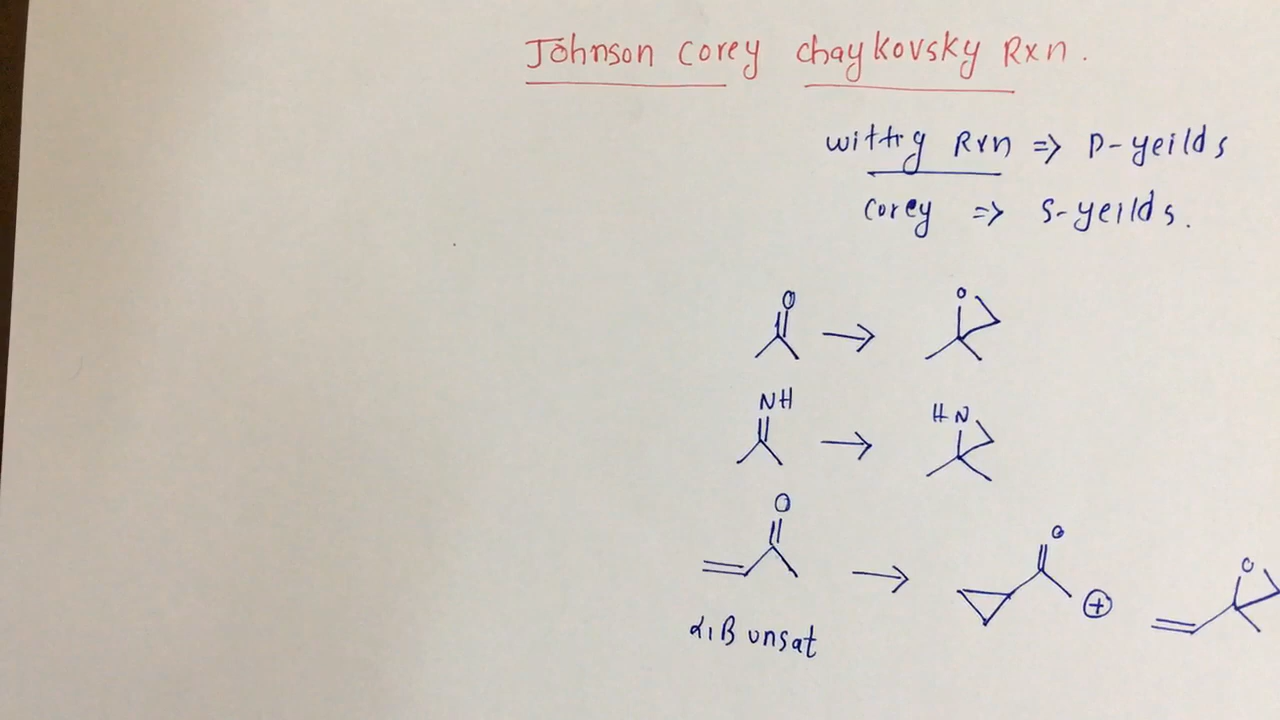 Johnson Corey chaykovsky Rxn.
wittig Rxn => P-yeilds
Corey => S-yeilds.
O O
NH HN
O O O
⊕
α,β unsat